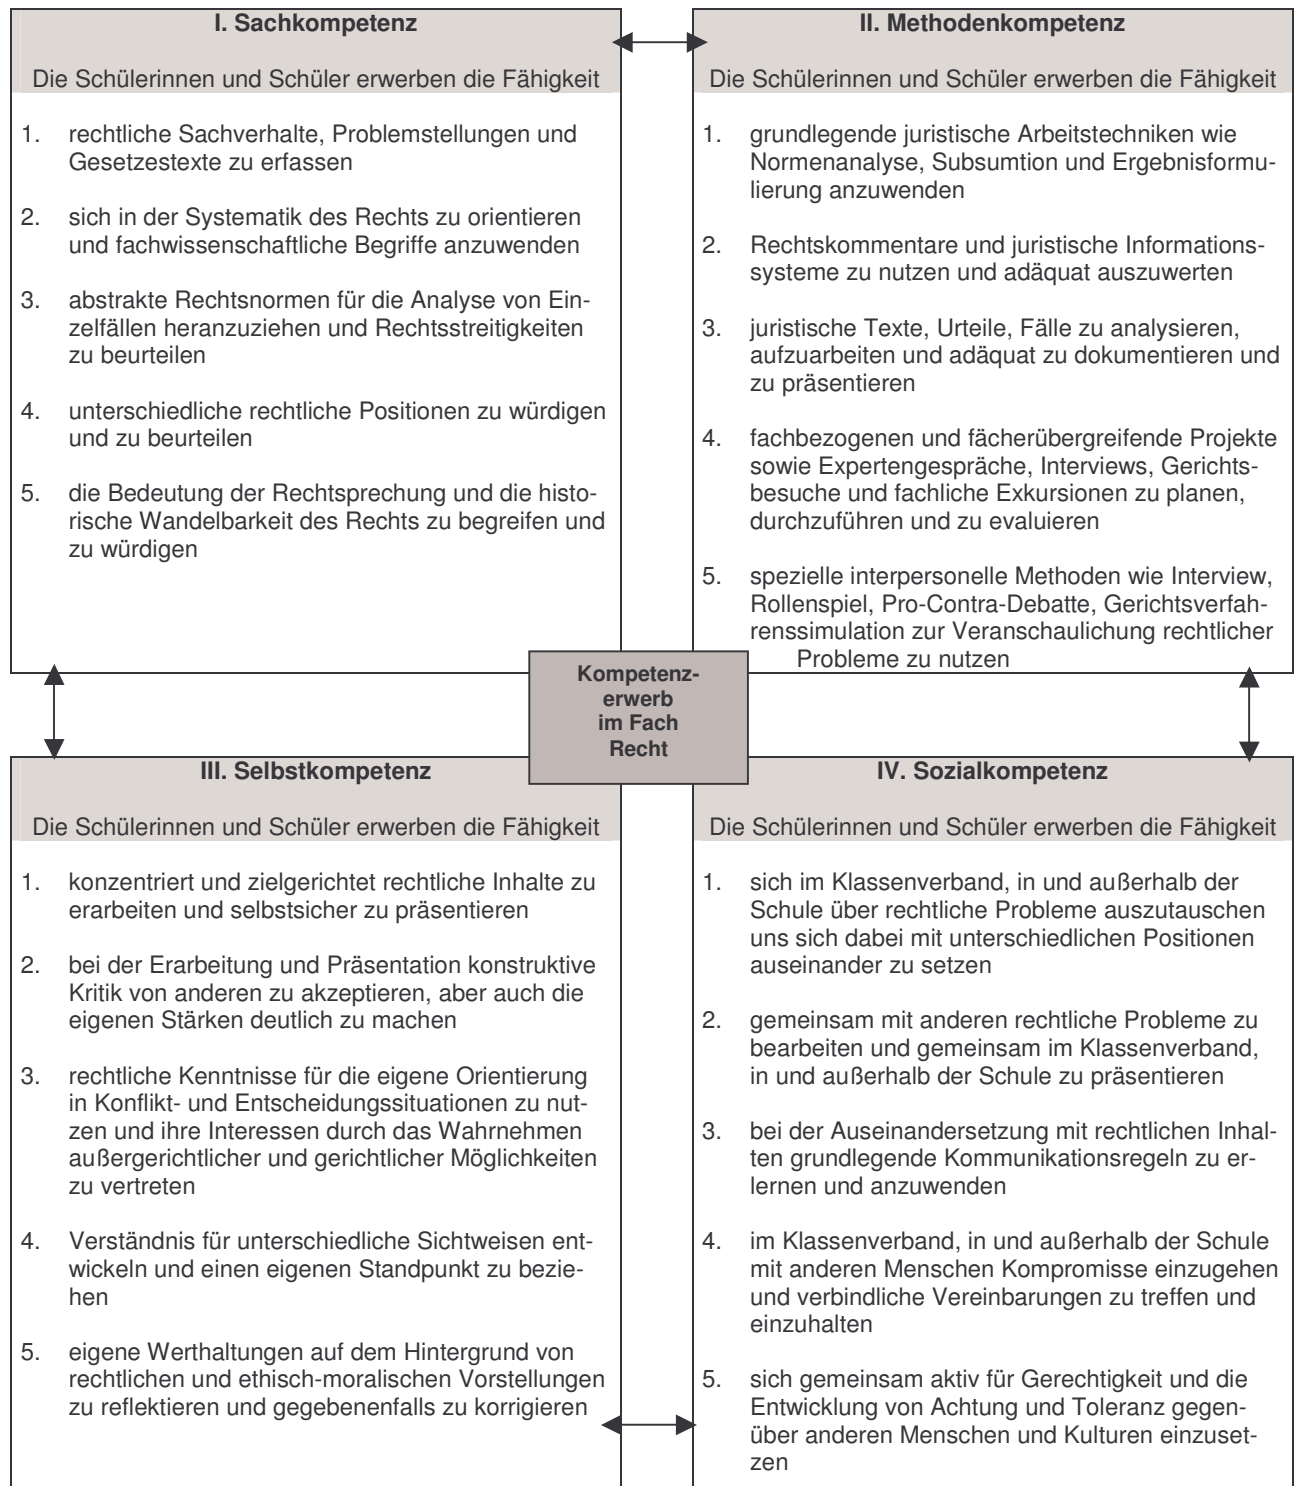 I. Sachkompetenz
Die Schülerinnen und Schüler erwerben die Fähigkeit
1. rechtliche Sachverhalte, Problemstellungen und
Gesetzestexte zu erfassen
2. sich in der Systematik des Rechts zu orientieren
und fachwissenschaftliche Begriffe anzuwenden
3. abstrakte Rechtsnormen für die Analyse von Ein-
zelfällen heranzuziehen und Rechtsstreitigkeiten
zu beurteilen
4. unterschiedliche rechtliche Positionen zu würdigen
und zu beurteilen
5. die Bedeutung der Rechtsprechung und die histo-
rische Wandelbarkeit des Rechts zu begreifen und
zu würdigen
II. Methodenkompetenz
Die Schülerinnen und Schüler erwerben die Fähigkeit
1. grundlegende juristische Arbeitstechniken wie
Normenanalyse, Subsumtion und Ergebnisformu-
lierung anzuwenden
2. Rechtskommentare und juristische Informations-
systeme zu nutzen und adäquat auszuwerten
3. juristische Texte, Urteile, Fälle zu analysieren,
aufzuarbeiten und adäquat zu dokumentieren und
zu präsentieren
4. fachbezogenen und fächerübergreifende Projekte
sowie Expertengespräche, Interviews, Gerichts-
besuche und fachliche Exkursionen zu planen,
durchzuführen und zu evaluieren
5. spezielle interpersonelle Methoden wie Interview,
Rollenspiel, Pro-Contra-Debatte, Gerichtsverfah-
renssimulation zur Veranschaulichung rechtlicher
Probleme zu nutzen
Kompetenz-
erwerb
im Fach
Recht
III. Selbstkompetenz
Die Schülerinnen und Schüler erwerben die Fähigkeit
1. konzentriert und zielgerichtet rechtliche Inhalte zu
erarbeiten und selbstsicher zu präsentieren
2. bei der Erarbeitung und Präsentation konstruktive
Kritik von anderen zu akzeptieren, aber auch die
eigenen Stärken deutlich zu machen
3. rechtliche Kenntnisse für die eigene Orientierung
in Konflikt- und Entscheidungssituationen zu nut-
zen und ihre Interessen durch das Wahrnehmen
außergerichtlicher und gerichtlicher Möglichkeiten
zu vertreten
4. Verständnis für unterschiedliche Sichtweisen ent-
wickeln und einen eigenen Standpunkt zu bezie-
hen
5. eigene Werthaltungen auf dem Hintergrund von
rechtlichen und ethisch-moralischen Vorstellungen
zu reflektieren und gegebenenfalls zu korrigieren
IV. Sozialkompetenz
Die Schülerinnen und Schüler erwerben die Fähigkeit
1. sich im Klassenverband, in und außerhalb der
Schule über rechtliche Probleme auszutauschen
uns sich dabei mit unterschiedlichen Positionen
auseinander zu setzen
2. gemeinsam mit anderen rechtliche Probleme zu
bearbeiten und gemeinsam im Klassenverband,
in und außerhalb der Schule zu präsentieren
3. bei der Auseinandersetzung mit rechtlichen Inhal-
ten grundlegende Kommunikationsregeln zu er-
lernen und anzuwenden
4. im Klassenverband, in und außerhalb der Schule
mit anderen Menschen Kompromisse einzugehen
und verbindliche Vereinbarungen zu treffen und
einzuhalten
5. sich gemeinsam aktiv für Gerechtigkeit und die
Entwicklung von Achtung und Toleranz gegen-
über anderen Menschen und Kulturen einzuset-
zen